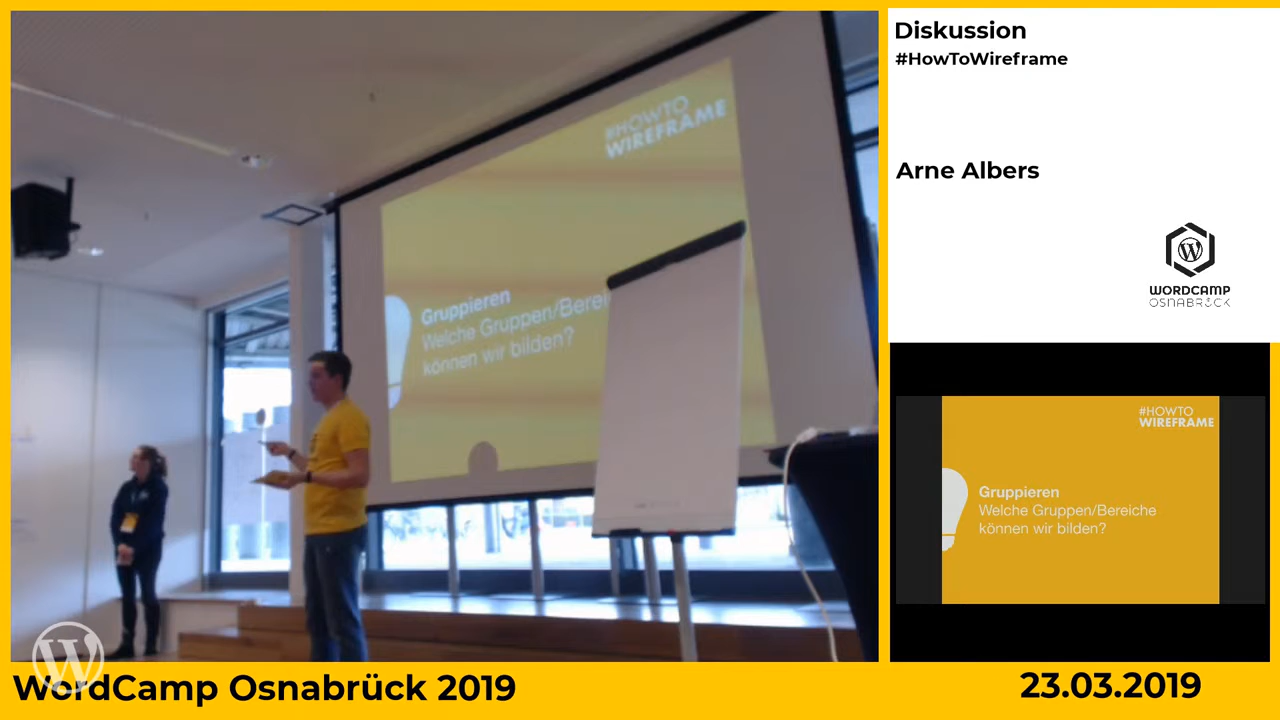 #HOWTO
WIREFRAME
Gruppieren
Welche Gruppen/Berei
können wir bilden?
Diskussion
#HowToWireframe
Arne Albers
WORDCAMP
OSNABRÜCK
#HOWTO
WIREFRAME
Gruppieren
Welche Gruppen/Bereiche
können wir bilden?
WordCamp Osnabrück 2019
23.03.2019